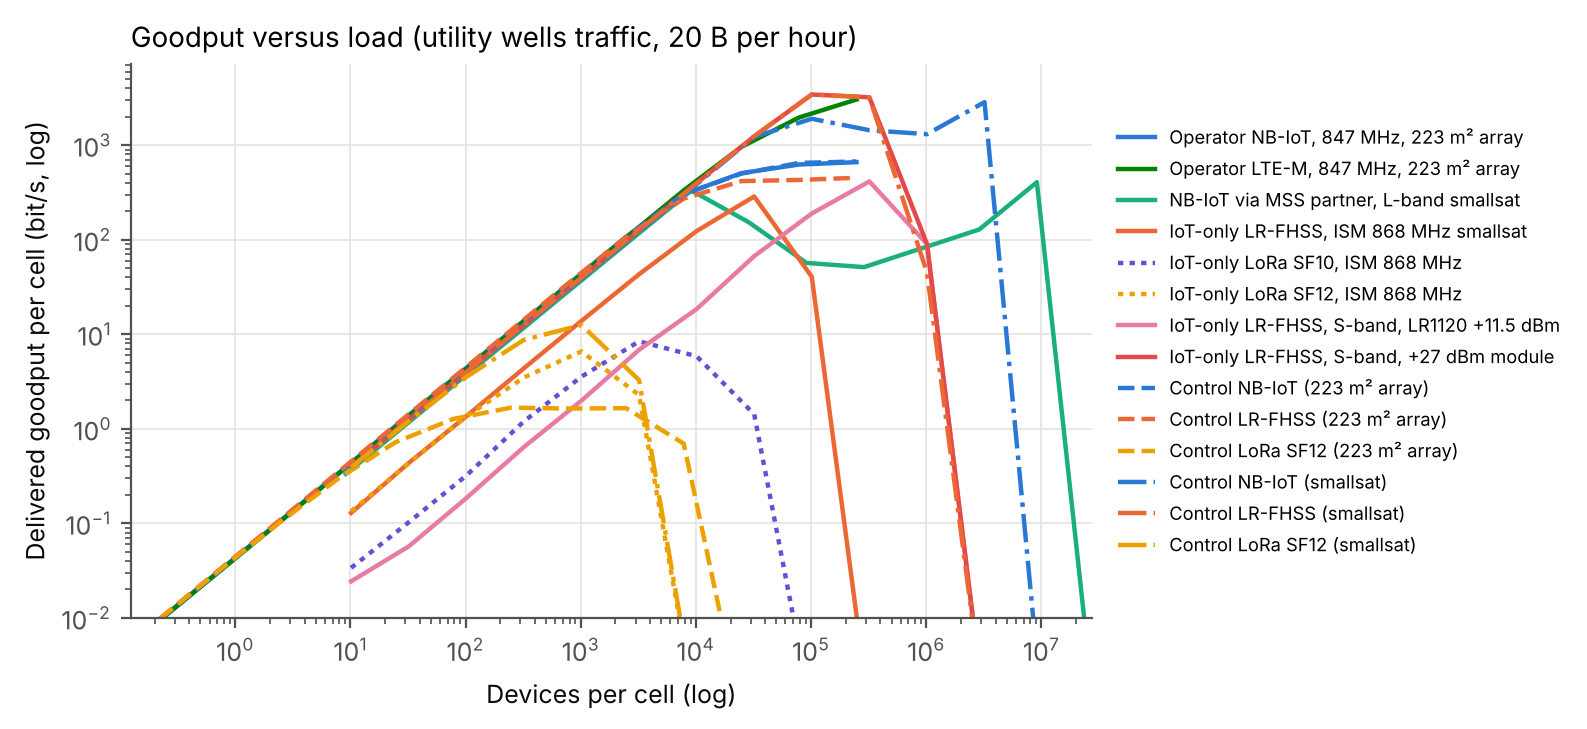 Goodput versus load (utility wells traffic, 20 B per hour)
Delivered goodput per cell (bit/s, log)
10³
10²
10¹
10⁰
10⁻¹
10⁻²
10⁰ 10¹ 10² 10³ 10⁴ 10⁵ 10⁶ 10⁷
Devices per cell (log)
Operator NB-IoT, 847 MHz, 223 m² array
Operator LTE-M, 847 MHz, 223 m² array
NB-IoT via MSS partner, L-band smallsat
IoT-only LR-FHSS, ISM 868 MHz smallsat
IoT-only LoRa SF10, ISM 868 MHz
IoT-only LoRa SF12, ISM 868 MHz
IoT-only LR-FHSS, S-band, LR1120 +11.5 dBm
IoT-only LR-FHSS, S-band, +27 dBm module
Control NB-IoT (223 m² array)
Control LR-FHSS (223 m² array)
Control LoRa SF12 (223 m² array)
Control NB-IoT (smallsat)
Control LR-FHSS (smallsat)
Control LoRa SF12 (smallsat)